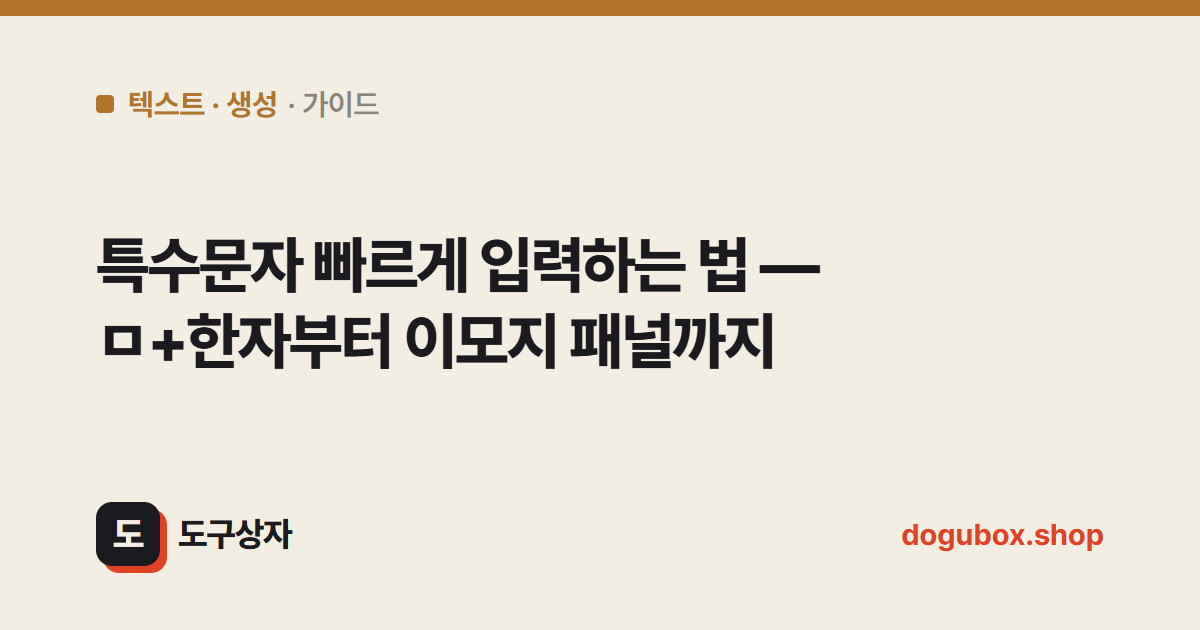 텍스트 · 생성 · 가이드
특수문자 빠르게 입력하는 법 —
ㅁ+한자부터 이모지 패널까지
도 도구상자
dogubox.shop